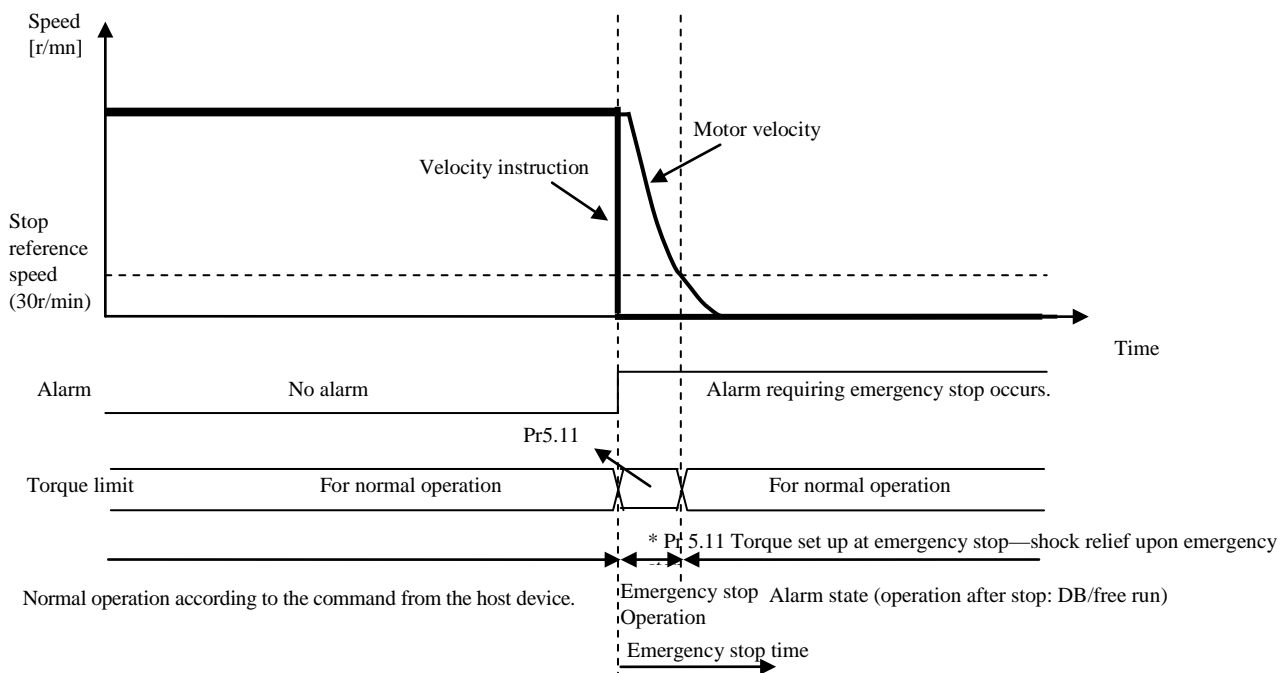 Speed
[r/mn]
Motor velocity
Velocity instruction
Stop
reference
speed
(30r/min)
Time
Alarm
No alarm
Alarm requiring emergency stop occurs.
Pr5.11
Torque limit
For normal operation
For normal operation
* Pr 5.11 Torque set up at emergency stop—shock relief upon emergency
Normal operation according to the command from the host device.
Emergency stop
Operation
Alarm state (operation after stop: DB/free run)
Emergency stop time